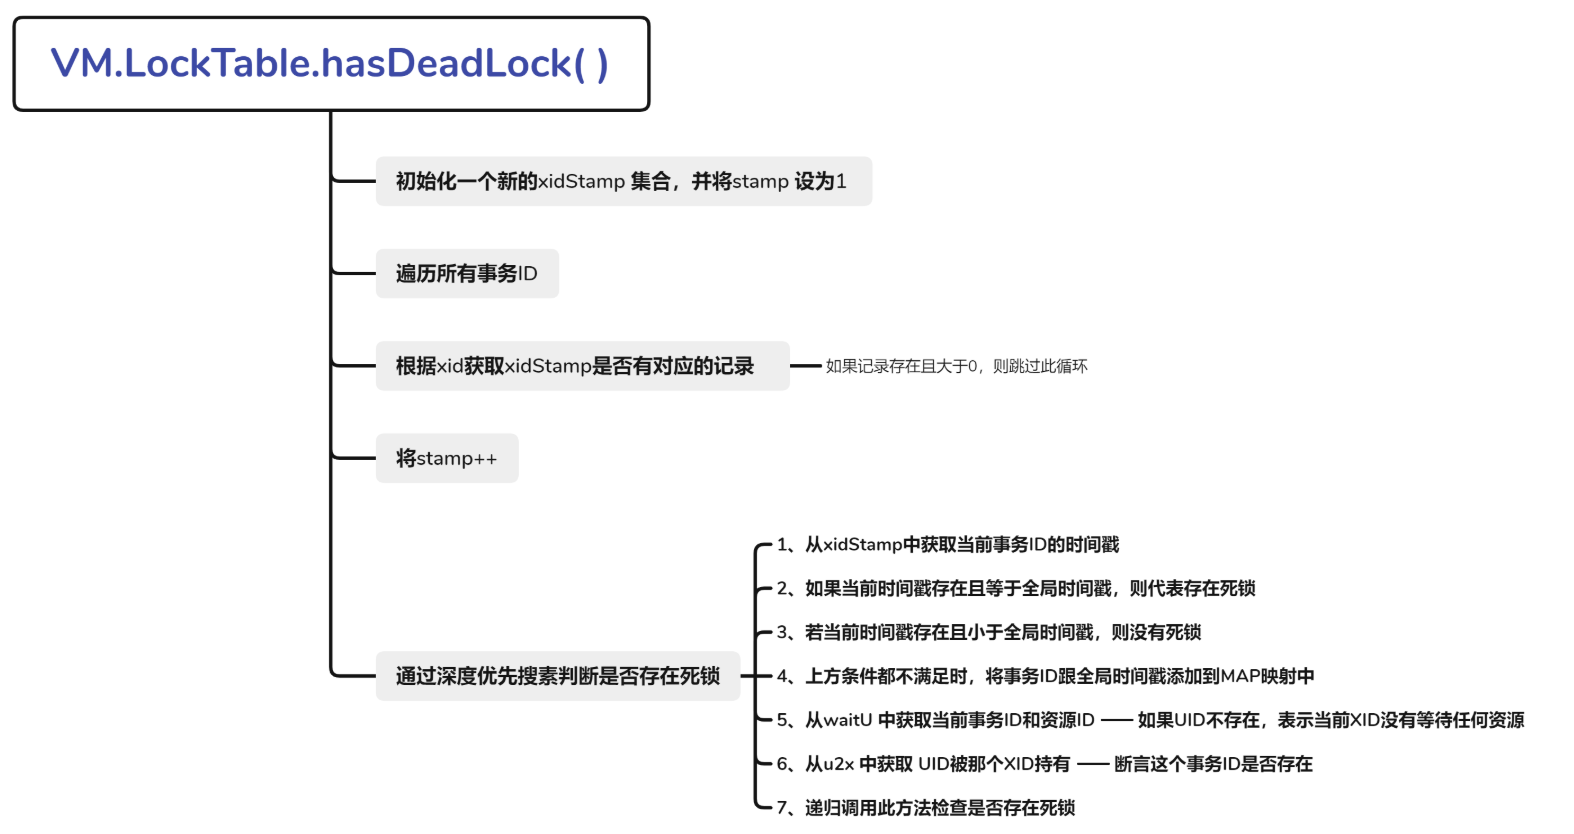 VM.LockTable.hasDeadLock( )
初始化一个新的xidStamp 集合，并将stamp 设为1
遍历所有事务ID
根据xid获取xidStamp是否有对应的记录
如果记录存在且大于0，则跳过此循环
将stamp++
通过深度优先搜素判断是否存在死锁
1、从xidStamp中获取当前事务ID的时间戳
2、如果当前时间戳存在且等于全局时间戳，则代表存在死锁
3、若当前时间戳存在且小于全局时间戳，则没有死锁
4、上方条件都不满足时，将事务ID跟全局时间戳添加到MAP映射中
5、从waitU 中获取当前事务ID和资源ID —— 如果UID不存在，表示当前XID没有等待任何资源
6、从u2x 中获取 UID被那个XID持有 —— 断言这个事务ID是否存在
7、递归调用此方法检查是否存在死锁